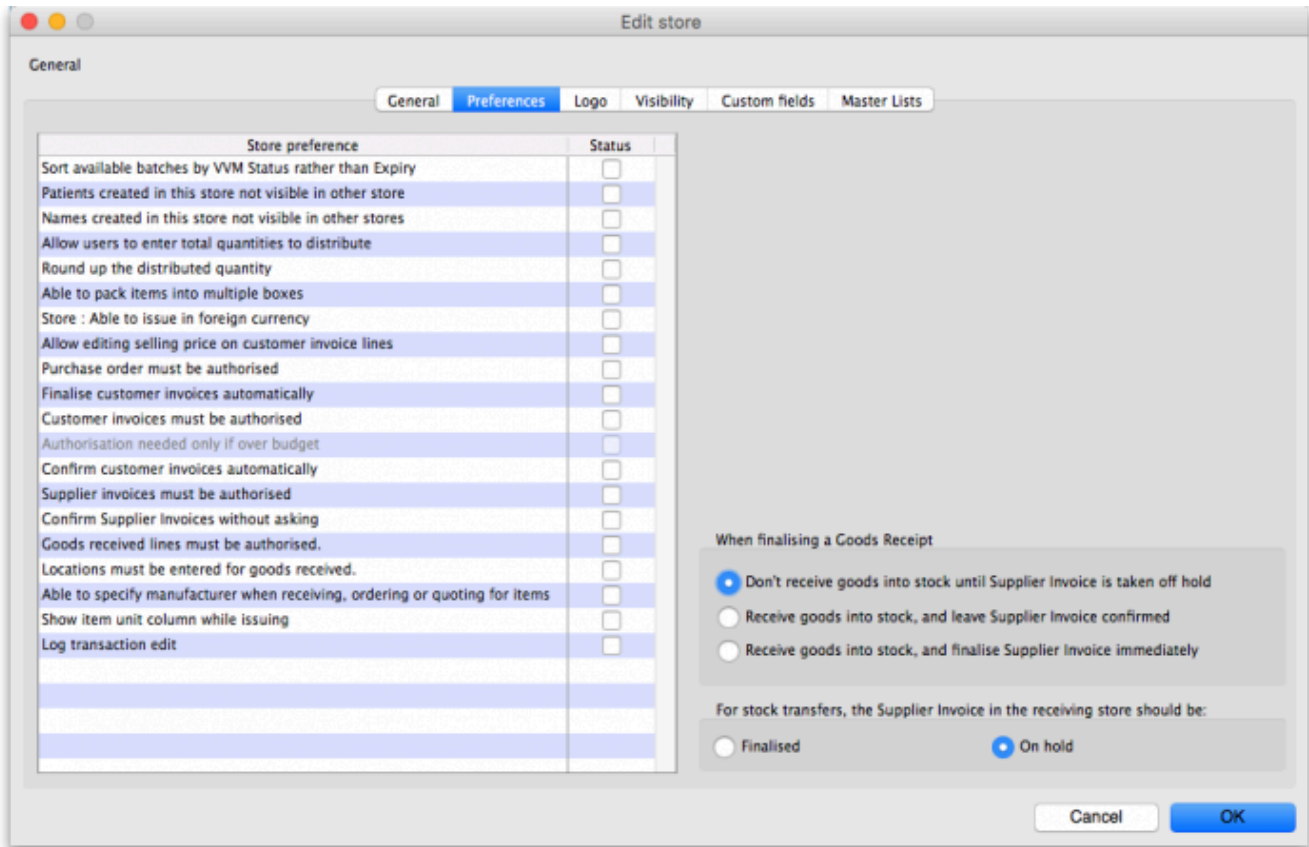 Edit store
General
General Preferences Logo Visibility Custom fields Master Lists
Store preference Status
Sort available batches by VVM Status rather than Expiry
Patients created in this store not visible in other store
Names created in this store not visible in other stores
Allow users to enter total quantities to distribute
Round up the distributed quantity
Able to pack items into multiple boxes
Store : Able to issue in foreign currency
Allow editing selling price on customer invoice lines
Purchase order must be authorised
Finalise customer invoices automatically
Customer invoices must be authorised
Authorisation needed only if over budget
Confirm customer invoices automatically
Supplier invoices must be authorised
Confirm Supplier Invoices without asking
Goods received lines must be authorised.
Locations must be entered for goods received.
Able to specify manufacturer when receiving, ordering or quoting for items
Show item unit column while issuing
Log transaction edit
When finalising a Goods Receipt
Don't receive goods into stock until Supplier Invoice is taken off hold
Receive goods into stock, and leave Supplier Invoice confirmed
Receive goods into stock, and finalise Supplier Invoice immediately
For stock transfers, the Supplier Invoice in the receiving store should be:
Finalised On hold
Cancel OK